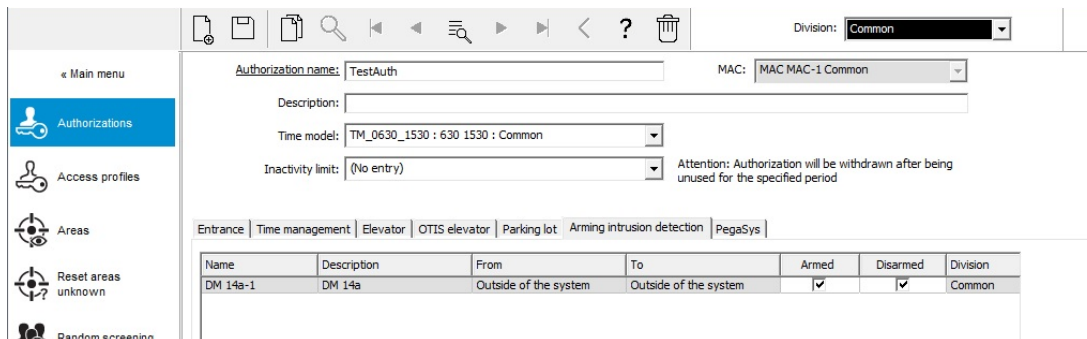 Division: Common
« Main menu
Authorizations
Access profiles
Areas
Reset areas
unknown
Random screening
Authorization name: TestAuth
MAC: MAC MAC-1 Common
Description:
Time model: TM_0630_1530 : 630 1530 : Common
Inactivity limit: (No entry)
Attention: Authorization will be withdrawn after being
unused for the specified period
Entrance Time management Elevator OTIS elevator Parking lot Arming intrusion detection PegaSys
Name Description From To Armed Disarmed Division
DM 14a-1 DM 14a Outside of the system Outside of the system Common